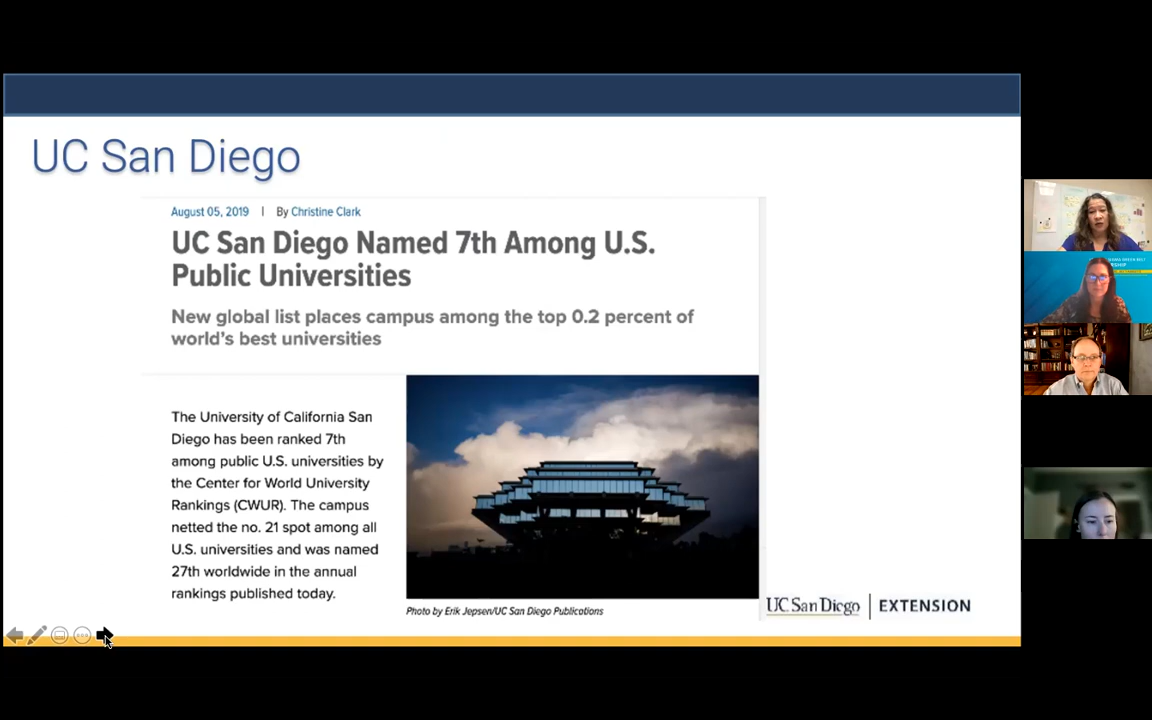 UC San Diego
August 05, 2019 | By Christine Clark
UC San Diego Named 7th Among U.S.
Public Universities
New global list places campus among the top 0.2 percent of
world's best universities
The University of California San
Diego has been ranked 7th
among public U.S. universities by
the Center for World University
Rankings (CWUR). The campus
netted the no. 21 spot among all
U.S. universities and was named
27th worldwide in the annual
rankings published today.
Photo by Erik Jepsen/UC San Diego Publications
UC San Diego | EXTENSION